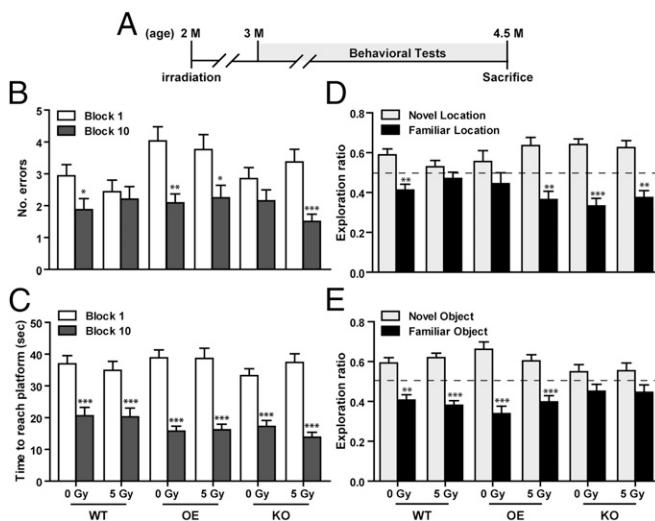 A
(age) 2 M 3 M 4.5 M
Behavioral Tests
irradiation Sacrifice
B
Block 1
Block 10
No. errors
5
4
3
2
1
0
* ** * ***
D
Novel Location
Familiar Location
Exploration ratio
0.8
0.6
0.4
0.2
0.0
** ** *** **
C
Block 1
Block 10
Time to reach platform (sec)
50
40
30
20
10
0
*** *** *** *** *** ***
0 Gy 5 Gy 0 Gy 5 Gy 0 Gy 5 Gy
WT OE KO
E
Novel Object
Familiar Object
Exploration ratio
0.8
0.6
0.4
0.2
0.0
** *** *** ***
0 Gy 5 Gy 0 Gy 5 Gy 0 Gy 5 Gy
WT OE KO